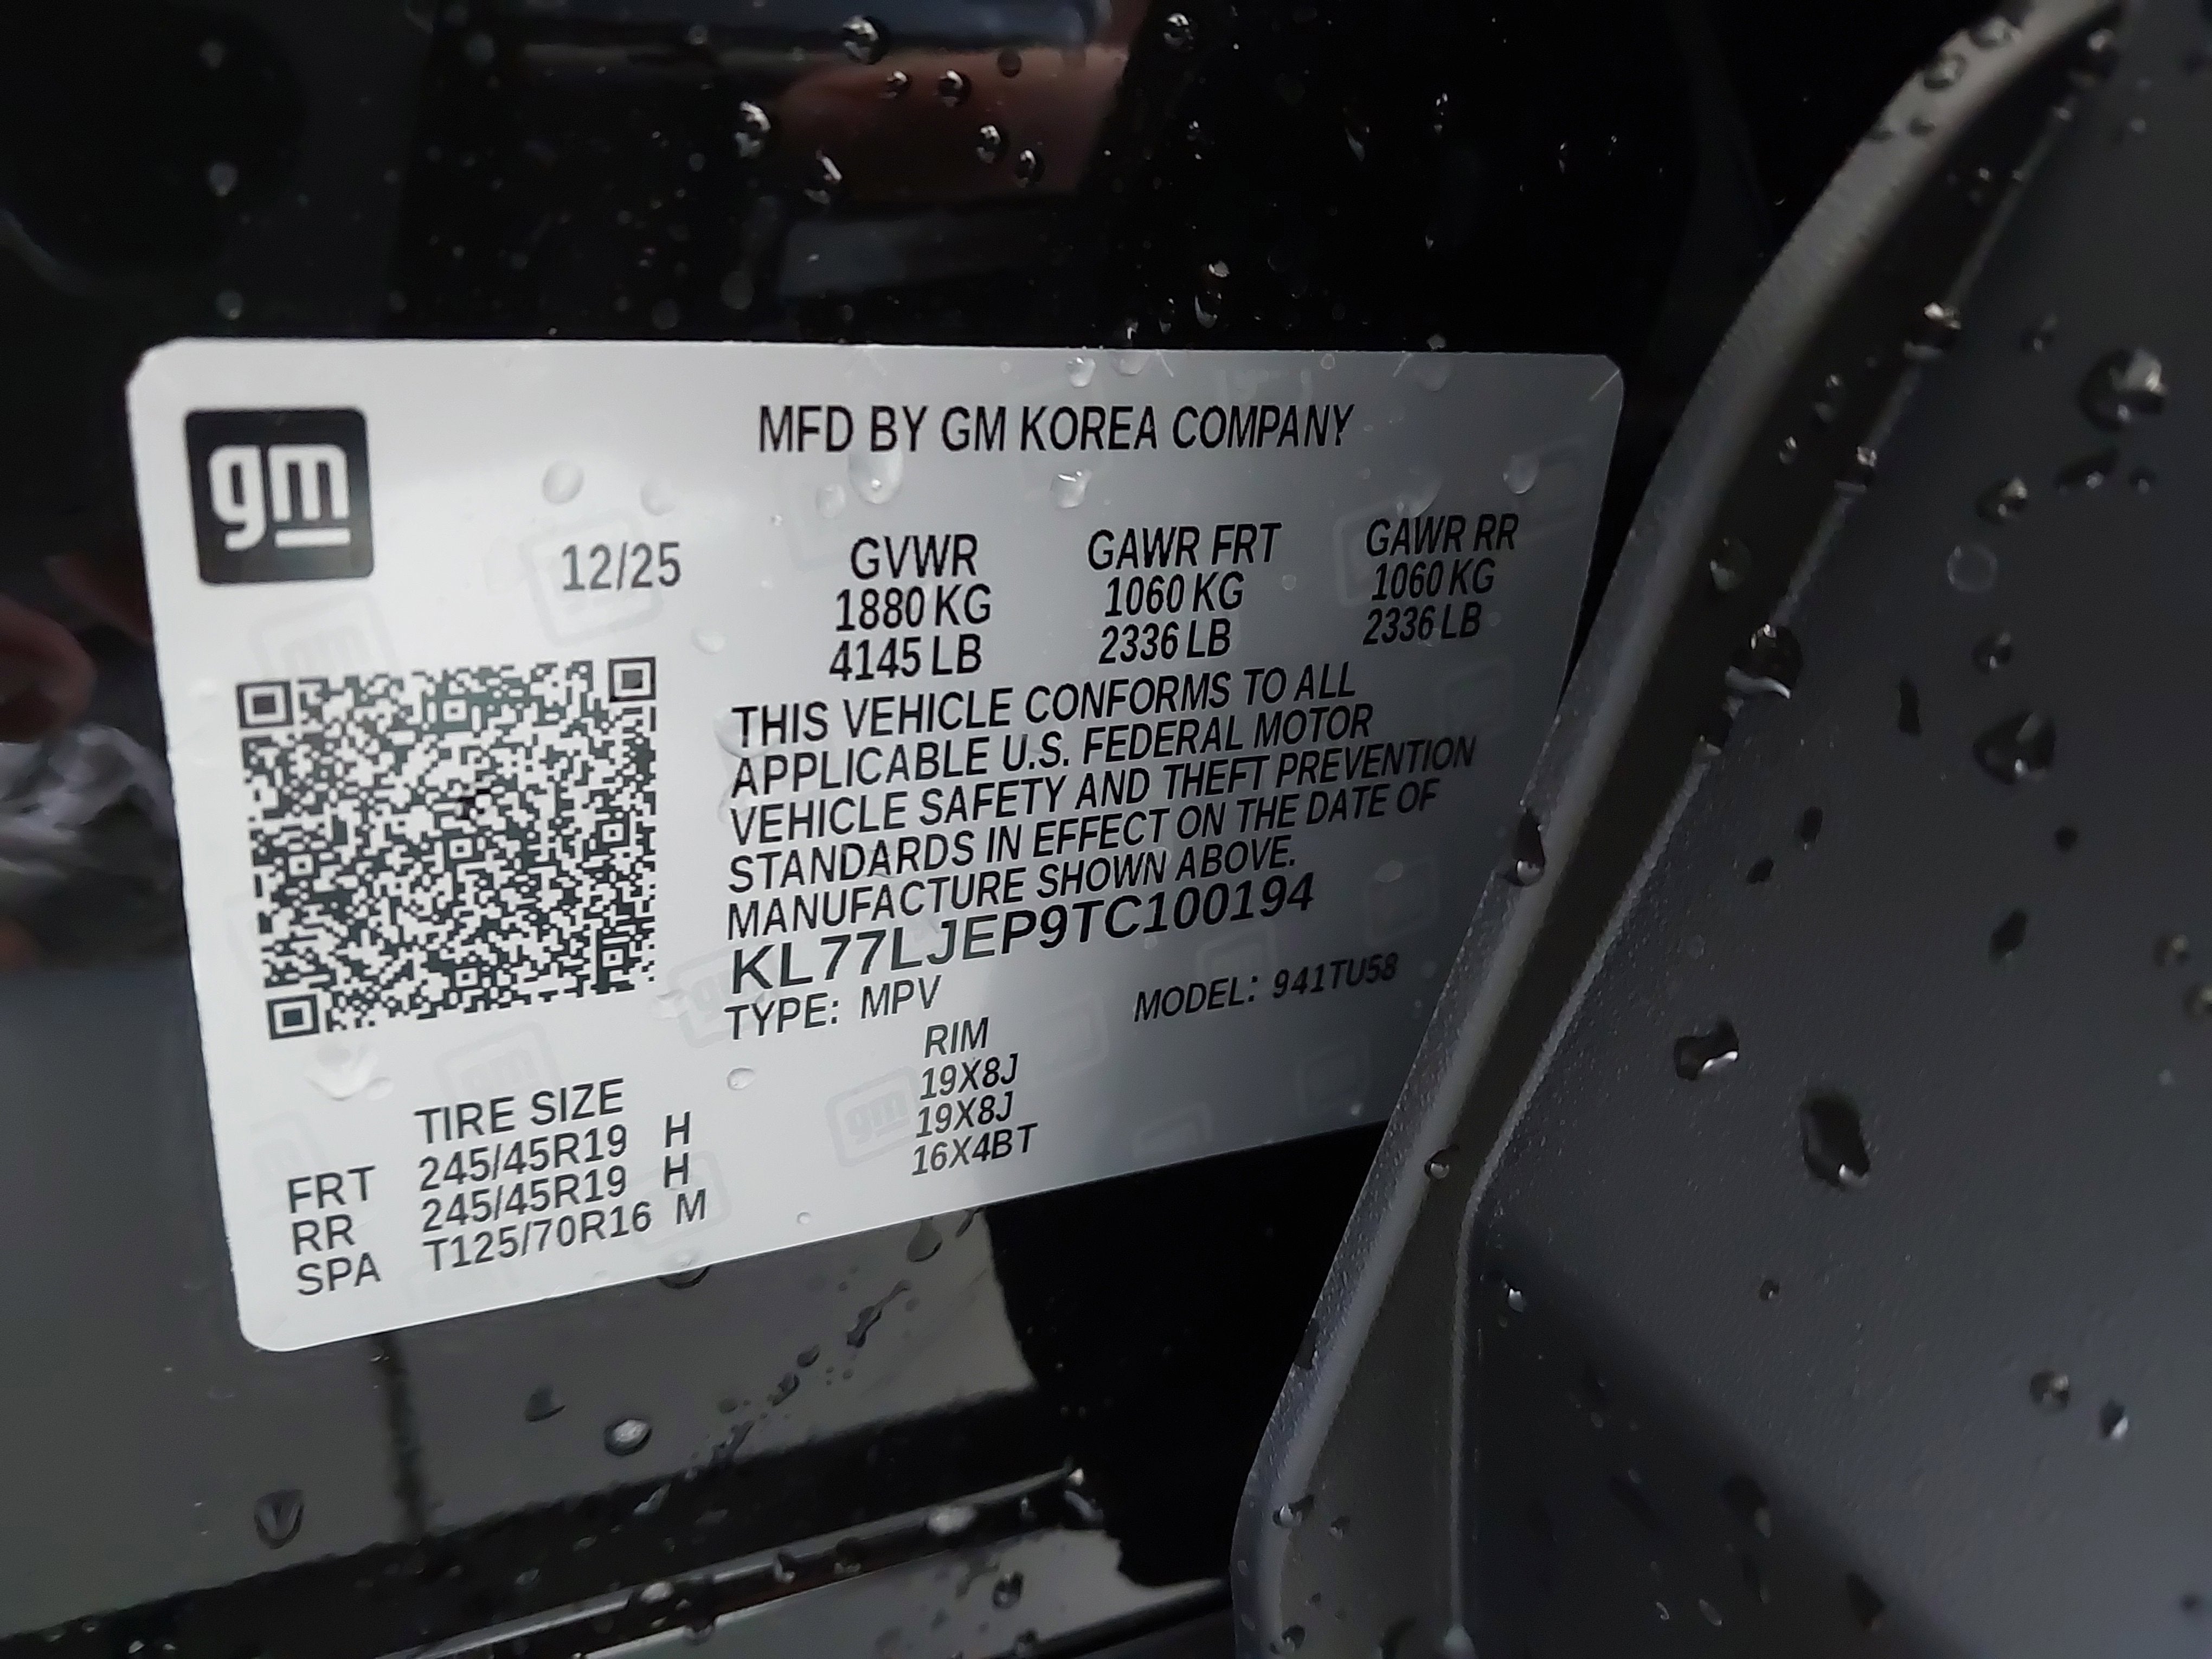 gm
MFD BY GM KOREA COMPANY
12/25
GVWR GAWR FRT GAWR RR
1880 KG 1060 KG 1060 KG
4145 LB 2336 LB 2336 LB
THIS VEHICLE CONFORMS TO ALL
APPLICABLE U.S. FEDERAL MOTOR
VEHICLE SAFETY AND THEFT PREVENTION
STANDARDS IN EFFECT ON THE DATE OF
MANUFACTURE SHOWN ABOVE.
KL77LJEP9TC100194
TYPE: MPV MODEL: 941TU58
TIRE SIZE RIM
FRT 245/45R19 H 19X8J
RR 245/45R19 H 19X8J
SPA T125/70R16 M 16X4BT